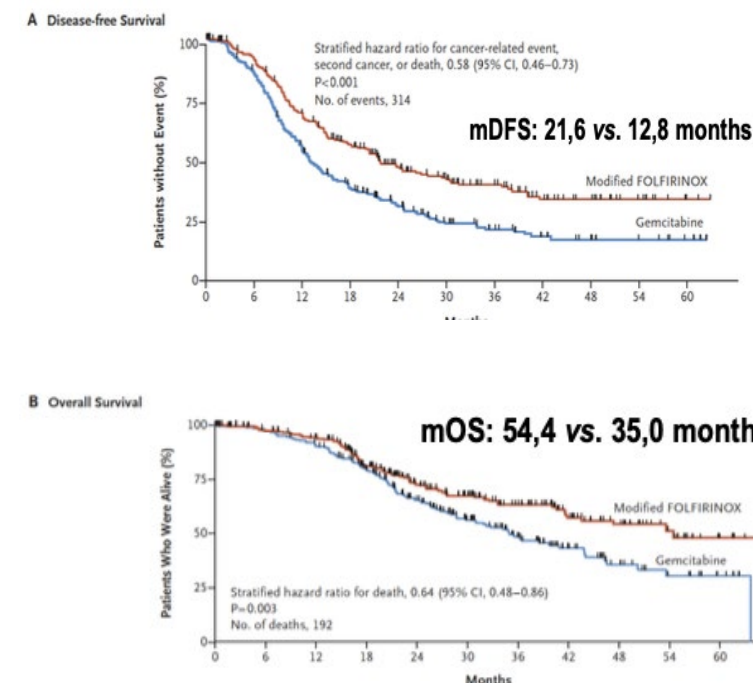 A Disease-free Survival
Patients without Event (%)
100
75
50
25
0
Stratified hazard ratio for cancer-related event,
second cancer, or death, 0.58 (95% CI, 0.46–0.73)
P<0.001
No. of events, 314
mDFS: 21,6 vs. 12,8 months
Modified FOLFIRINOX
Gemcitabine
0 6 12 18 24 30 36 42 48 54 60
B Overall Survival
Patients Who Were Alive (%)
100
75
50
25
0
mOS: 54,4 vs. 35,0 month
Modified FOLFIRINOX
Gemcitabine
Stratified hazard ratio for death, 0.64 (95% CI, 0.48–0.86)
P=0.003
No. of deaths, 192
0 6 12 18 24 30 36 42 48 54 60
Months